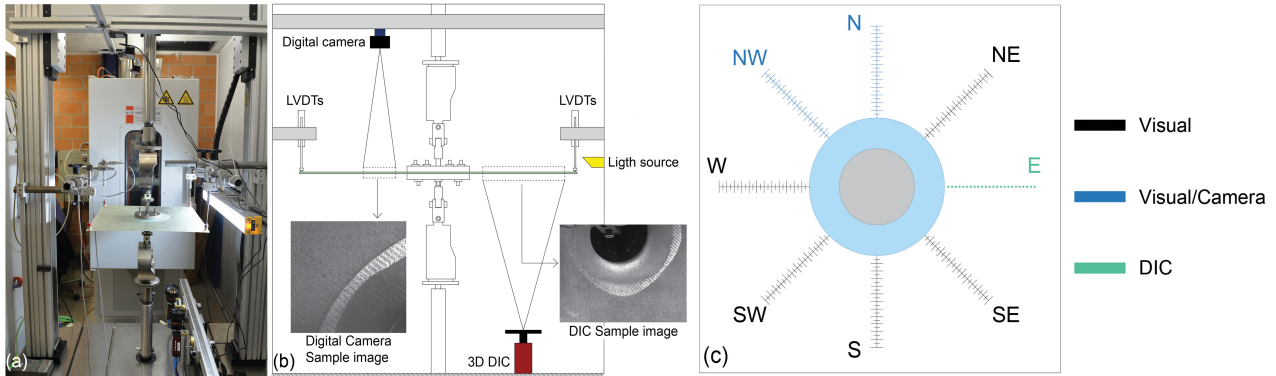 (a)
Digital camera
LVDTs
LVDTs
Ligth source
Digital Camera
Sample image
DIC Sample image
3D DIC
(b)
N
NW
NE
W
E
SW
SE
S
(c)
Visual
Visual/Camera
DIC